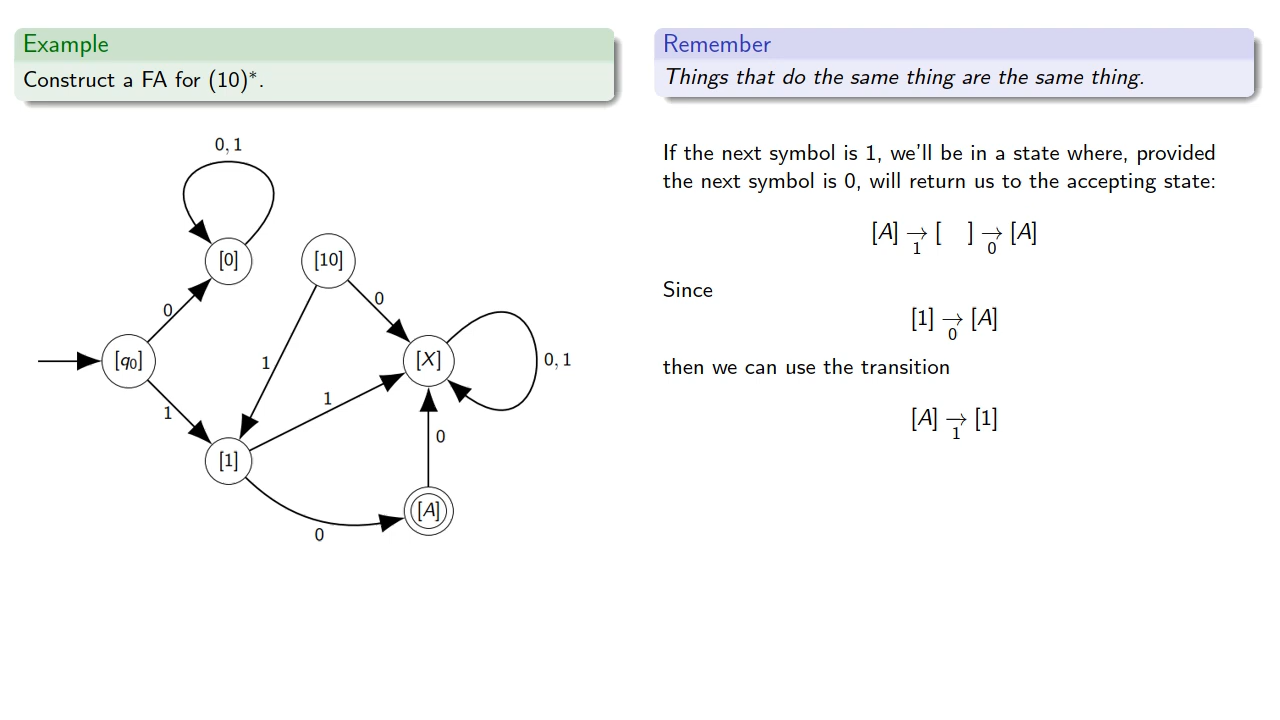 Example
Construct a FA for (10)*.
Remember
Things that do the same thing are the same thing.
0, 1
[0]
[10]
0
0
[q₀]
1
[X]
0, 1
1
1
0
[1]
[A]
0
If the next symbol is 1, we'll be in a state where, provided
the next symbol is 0, will return us to the accepting state:
[A] →₁ [ ] →₀ [A]
Since
[1] →₀ [A]
then we can use the transition
[A] →₁ [1]